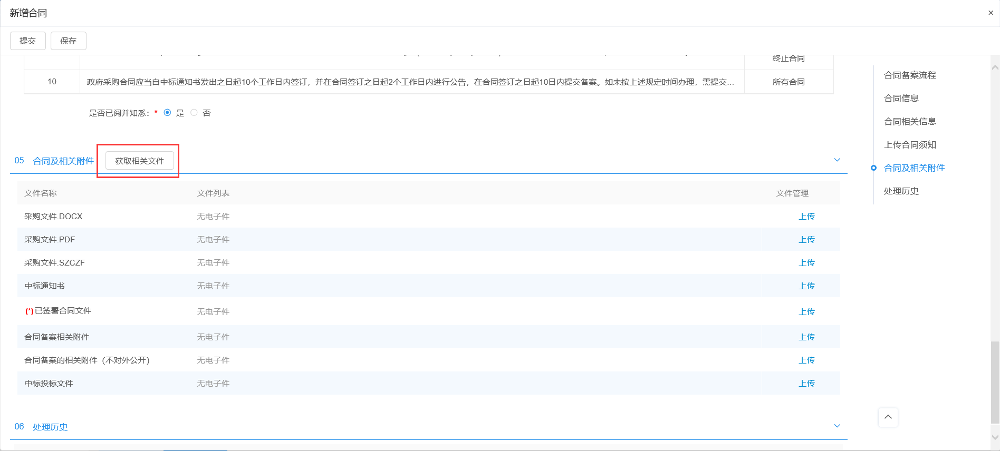 新增合同
×
提交 保存
终止合同
10 政府采购合同应当自中标通知书发出之日起10个工作日内签订，并在合同签订之日起2个工作日内进行公告，在合同签订之日起10日内提交备案。如未按上述规定时间办理，需提交... 所有合同
是否已阅并知悉：* 是 否
05 合同及相关附件 获取相关文件
文件名称 文件列表 文件管理
采购文件.DOCX 无电子件 上传
采购文件.PDF 无电子件 上传
采购文件.SZCZF 无电子件 上传
中标通知书 无电子件 上传
(*)已签署合同文件 无电子件 上传
合同备案相关附件 无电子件 上传
合同备案的相关附件（不对外公开） 无电子件 上传
中标投标文件 无电子件 上传
06 处理历史
合同备案流程
合同信息
合同相关信息
上传合同须知
合同及相关附件
处理历史